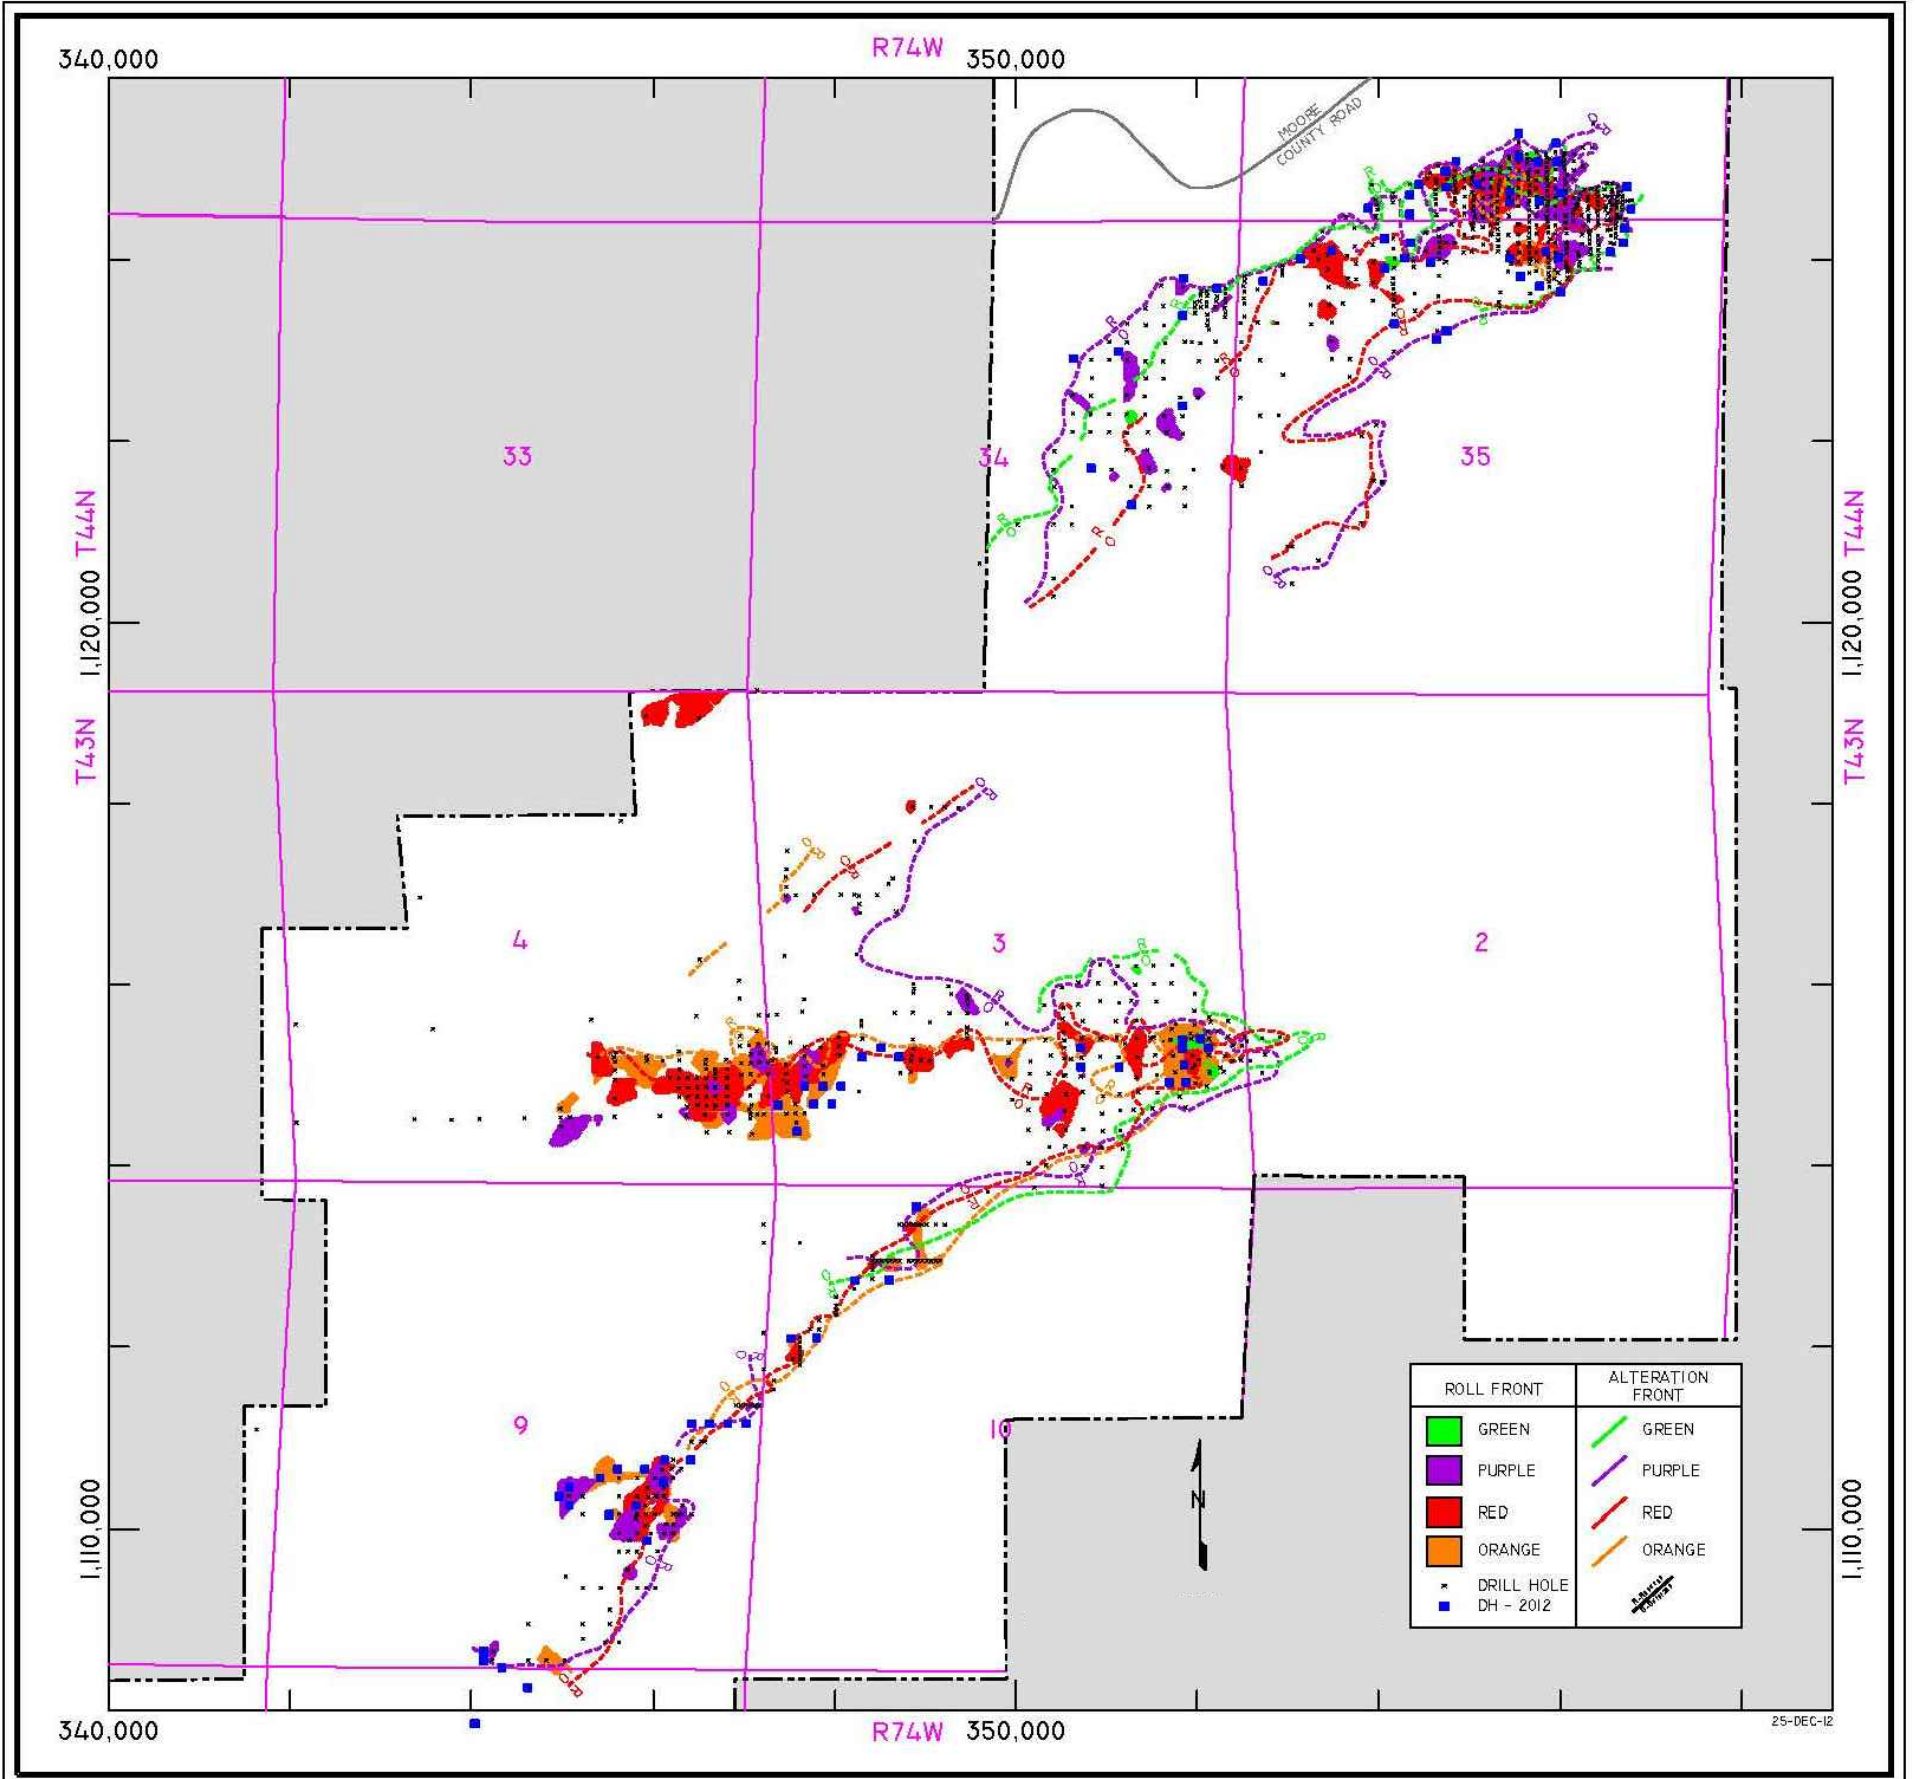 R74W
340,000 350,000
MOORE
COUNTY ROAD
33 34 35
T44N T44N
1,120,000 1,120,000
T43N T43N
4 3 2
9 10
1,110,000 1,110,000
N
ROLL FRONT
GREEN
PURPLE
RED
ORANGE
DRILL HOLE
DH - 2012
ALTERATION
FRONT
GREEN
PURPLE
RED
ORANGE
340,000 R74W 350,000
25-DEC-12